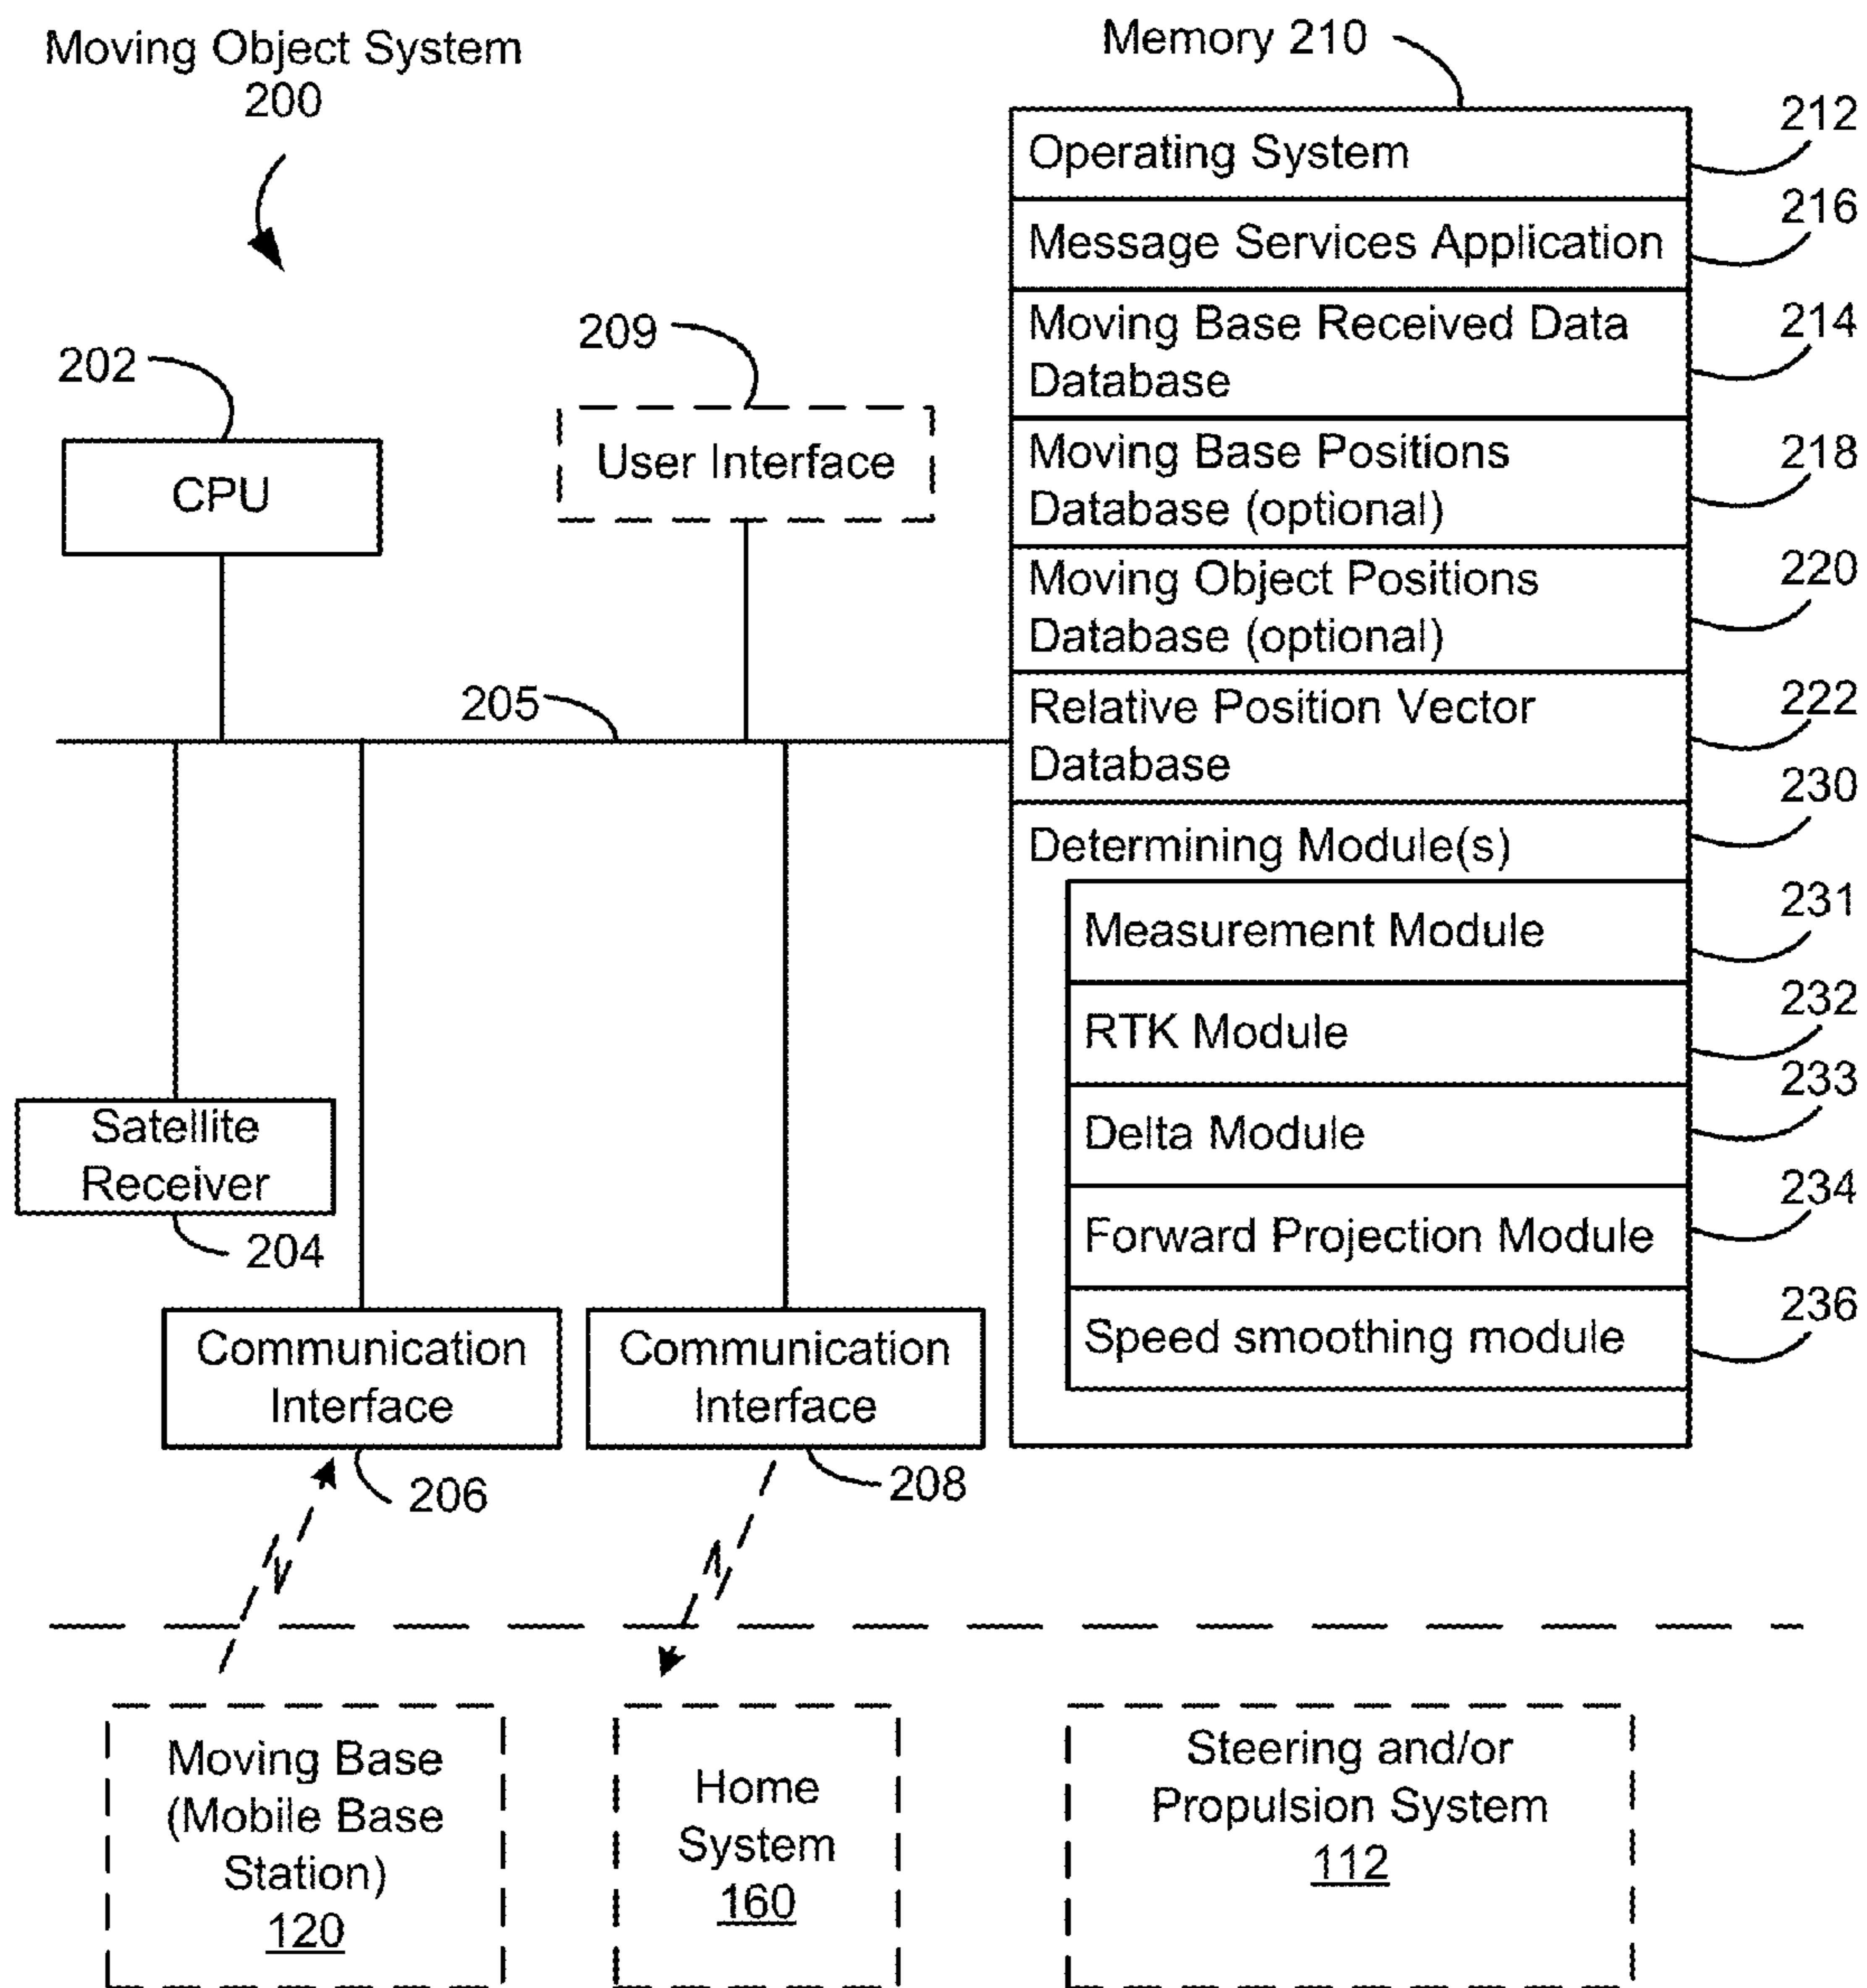 Moving Object System
200
Memory 210
Operating System
212
Message Services Application
216
Moving Base Received Data
Database
214
Moving Base Positions
Database (optional)
218
Moving Object Positions
Database (optional)
220
Relative Position Vector
Database
222
Determining Module(s)
230
Measurement Module
231
RTK Module
232
Delta Module
233
Forward Projection Module
234
Speed smoothing module
236
202
CPU
209
User Interface
205
Satellite
Receiver
204
Communication
Interface
206
Communication
Interface
208
Moving Base
(Mobile Base
Station)
120
Home
System
160
Steering and/or
Propulsion System
112